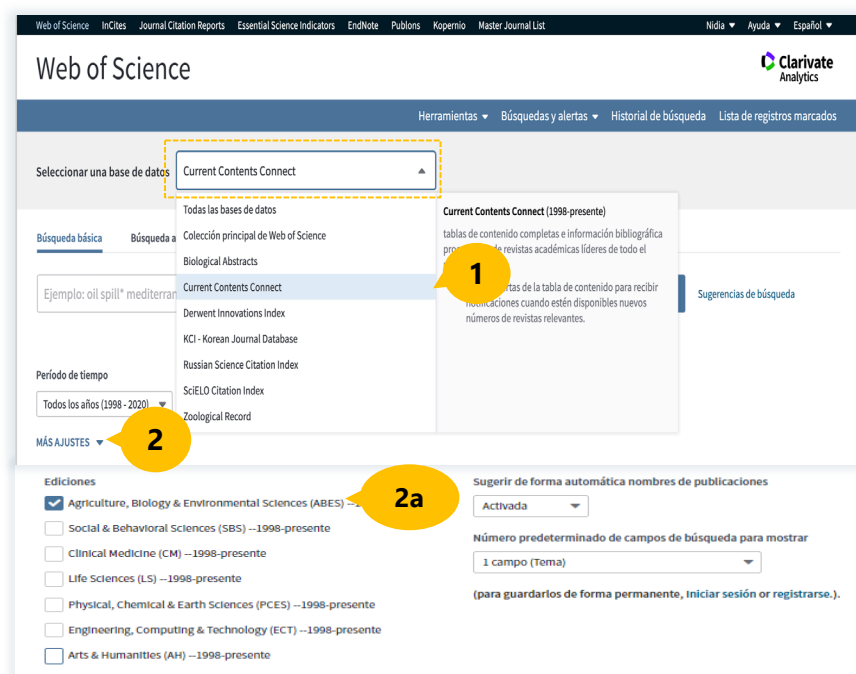 Web of Science InCites Journal Citation Reports Essential Science Indicators EndNote Publons Kopernio Master Journal List Nidia Ayuda Español
Web of Science
Clarivate
Analytics
Herramientas Búsquedas y alertas Historial de búsqueda Lista de registros marcados
Seleccionar una base de datos Current Contents Connect
Todas las bases de datos
Colección principal de Web of Science
Biological Abstracts
Current Contents Connect
Derwent Innovations Index
KCI - Korean Journal Database
Russian Science Citation Index
SciELO Citation Index
Zoological Record
Current Contents Connect (1998-presente)
tablas de contenido completas e información bibliográfica
de revistas académicas líderes de todo el
de la tabla de contenido para recibir
notificaciones cuando estén disponibles nuevos
números de revistas relevantes.
1
Búsqueda básica Búsqueda
Ejemplo: oil spill*
Sugerencias de búsqueda
Período de tiempo
Todos los años (1998 - 2020)
MÁS AJUSTES
2
Ediciones
Agriculture, Biology & Environmental Sciences (ABES)
2a
Social & Behavioral Sciences (SBS) --1998-presente
Clinical Medicine (CM) --1998-presente
Life Sciences (LS) --1998-presente
Physical, Chemical & Earth Sciences (PCES) --1998-presente
Engineering, Computing & Technology (ECT) --1998-presente
Arts & Humanities (AH) --1998-presente
Sugerir de forma automática nombres de publicaciones
Activada
Número predeterminado de campos de búsqueda para mostrar
1 campo (Tema)
(para guardarlos de forma permanente, Iniciar sesión or registrarse.).